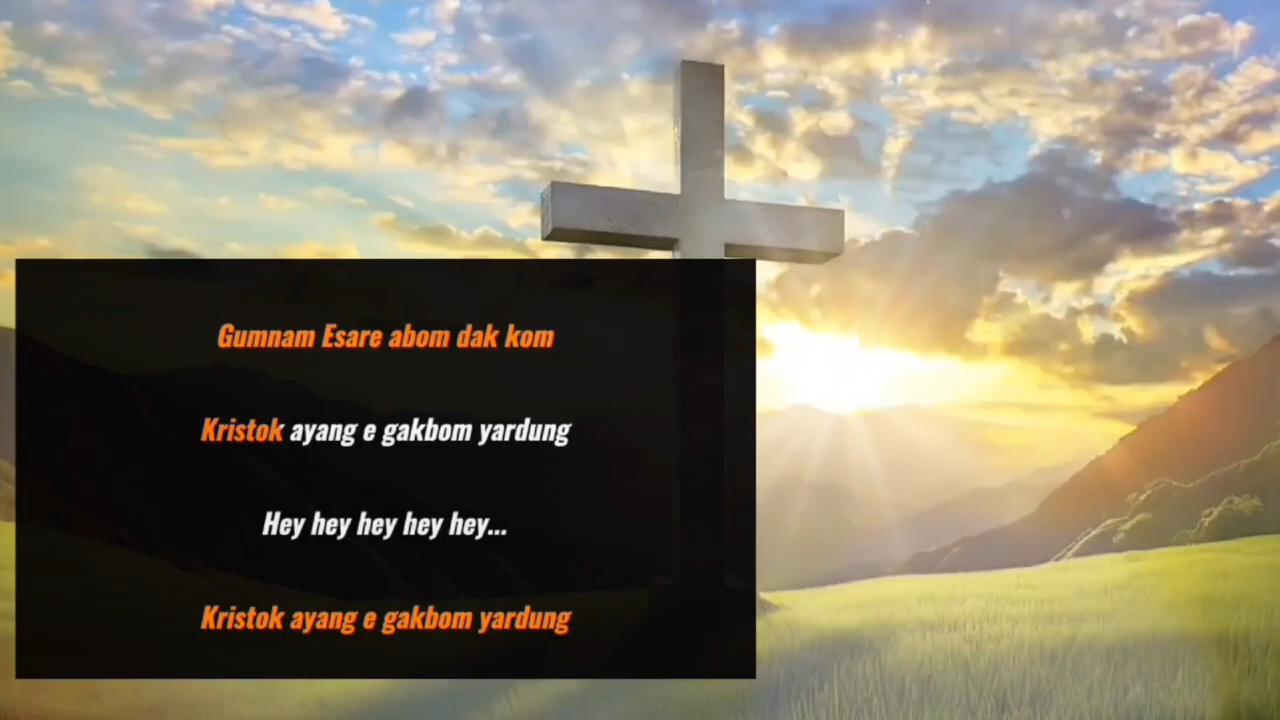 Gumnam Esare abom dak kom
Kristok ayang e gakbom yardung
Hey hey hey hey hey...
Kristok ayang e gakbom yardung